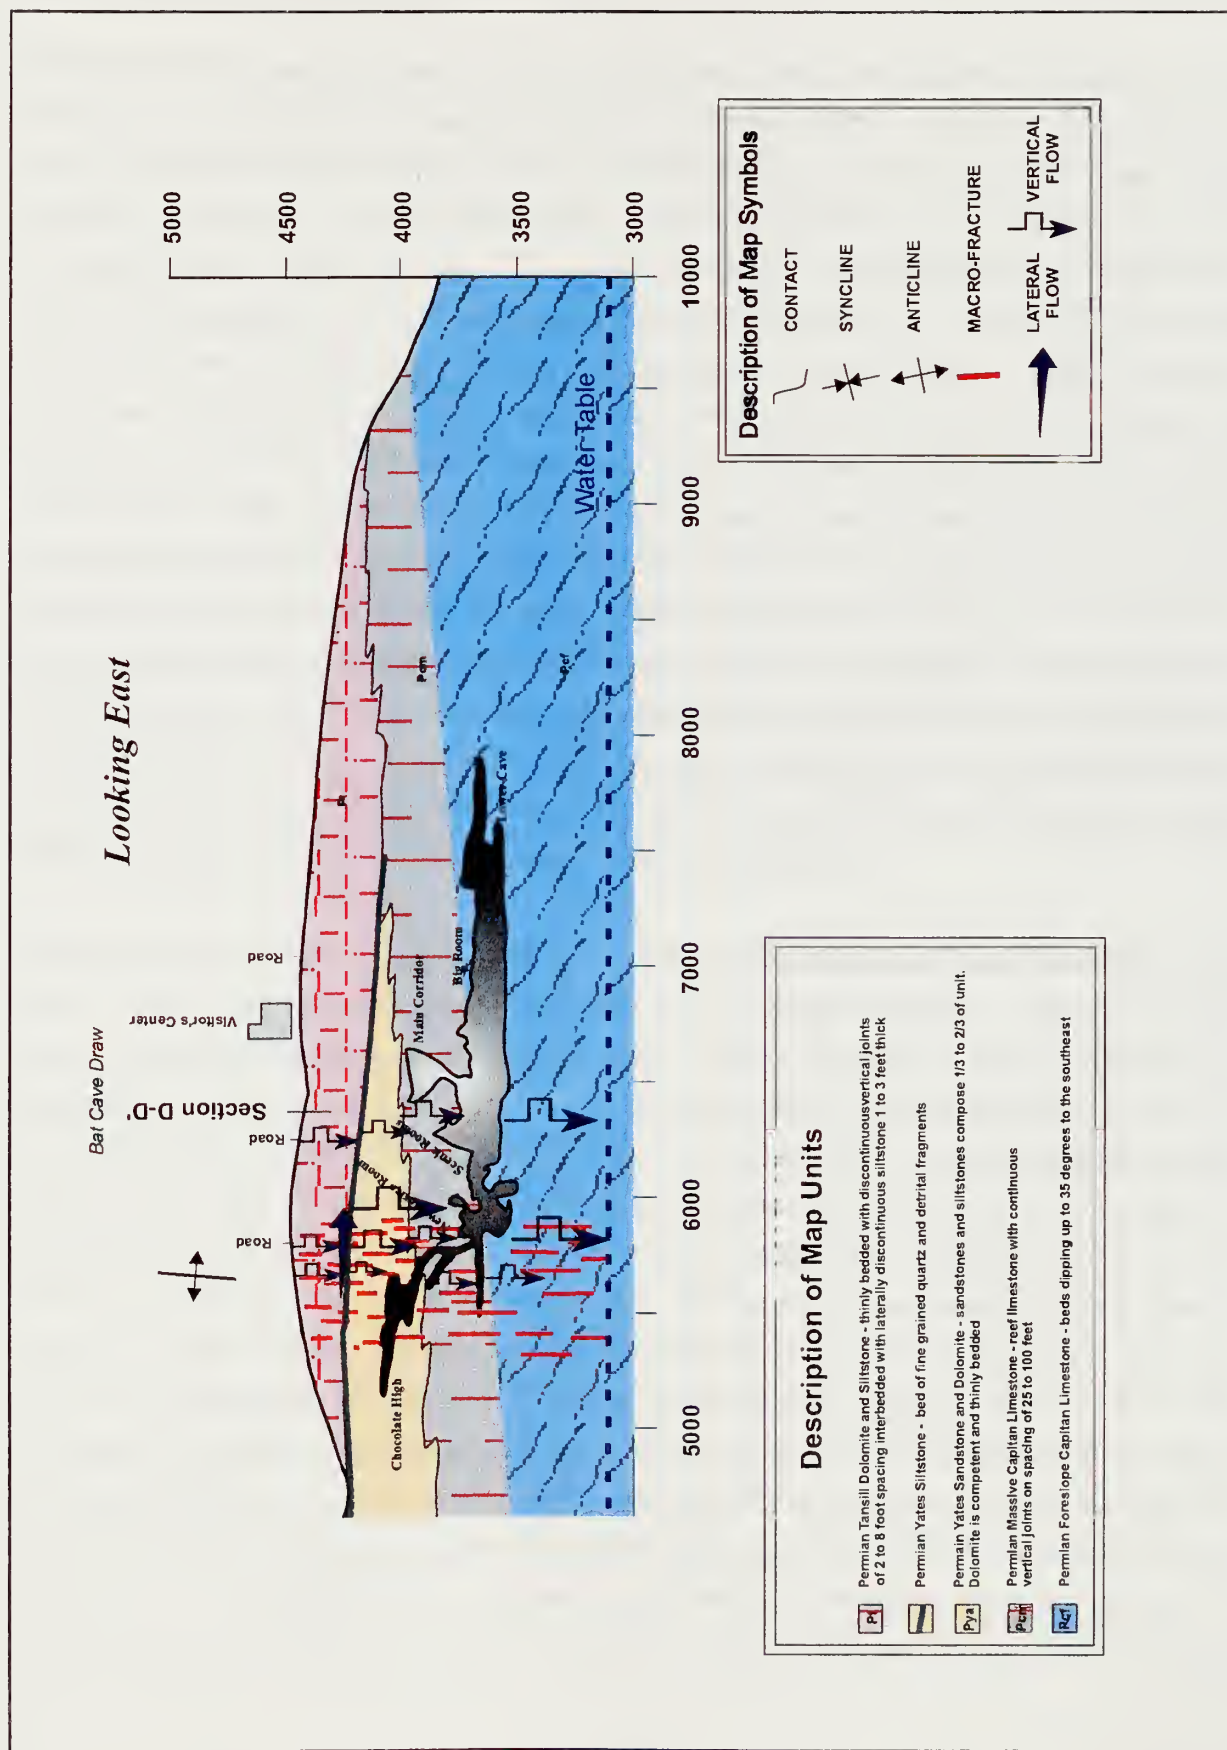 Looking East
Bat Cave Draw
Visitor's Center
Road
Section D-D'
Road
Road
5000
4500
4000
3500
3000
Pt
Pcm
Pcf
Chocolate High
Main Corridor
Big Room
Lower Cave
Water Table
5000
6000
7000
8000
9000
10000
Description of Map Units
Pt
Permian Tansill Dolomite and Siltstone - thinly bedded with discontinuousvertical joints
of 2 to 8 foot spacing interbedded with laterally discontinuous siltstone 1 to 3 feet thick
Permian Yates Siltstone - bed of fine grained quartz and detrital fragments
Pya
Permain Yates Sandstone and Dolomite - sandstones and siltstones compose 1/3 to 2/3 of unit.
Dolomite is competent and thinly bedded
Pcm
Permian Massive Capitan Limestone - reef limestone with continuous
vertical joints on spacing of 25 to 100 feet
Pcf
Permian Foreslope Capitan Limestone - beds dipping up to 35 degrees to the southeast
Description of Map Symbols
CONTACT
SYNCLINE
ANTICLINE
MACRO-FRACTURE
LATERAL
FLOW
VERTICAL
FLOW